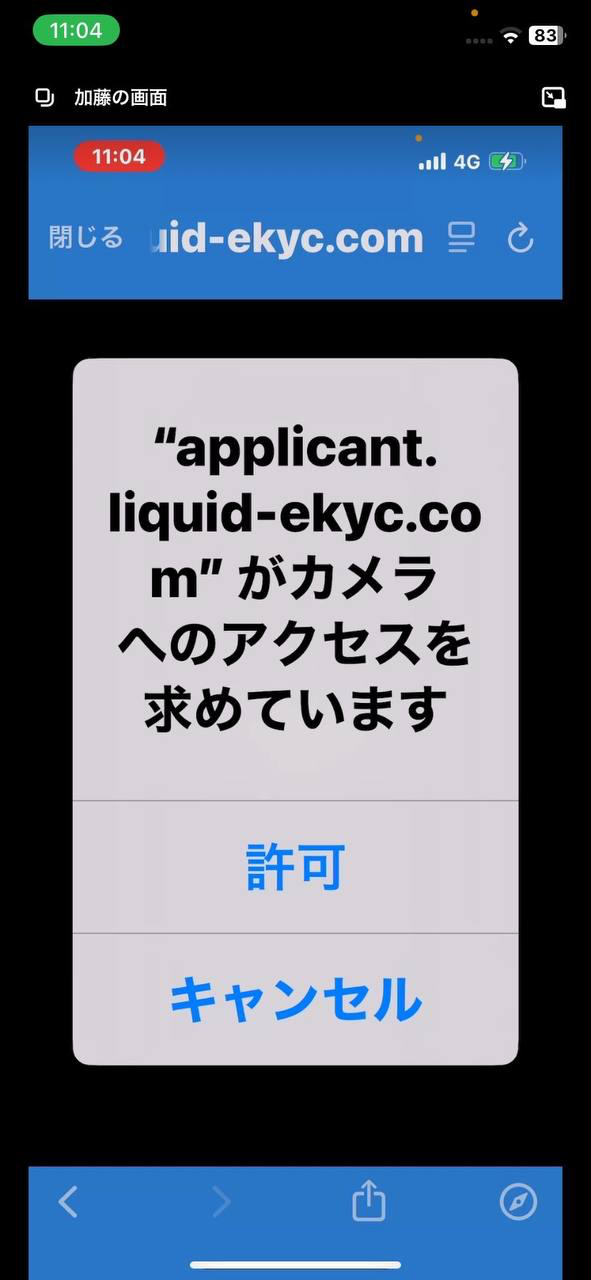 11:04
83
加藤の画面
11:04
4G
閉じる
uid-ekyc.com
“applicant.
liquid-ekyc.co
m” がカメラ
へのアクセスを
求めています
許可
キャンセル